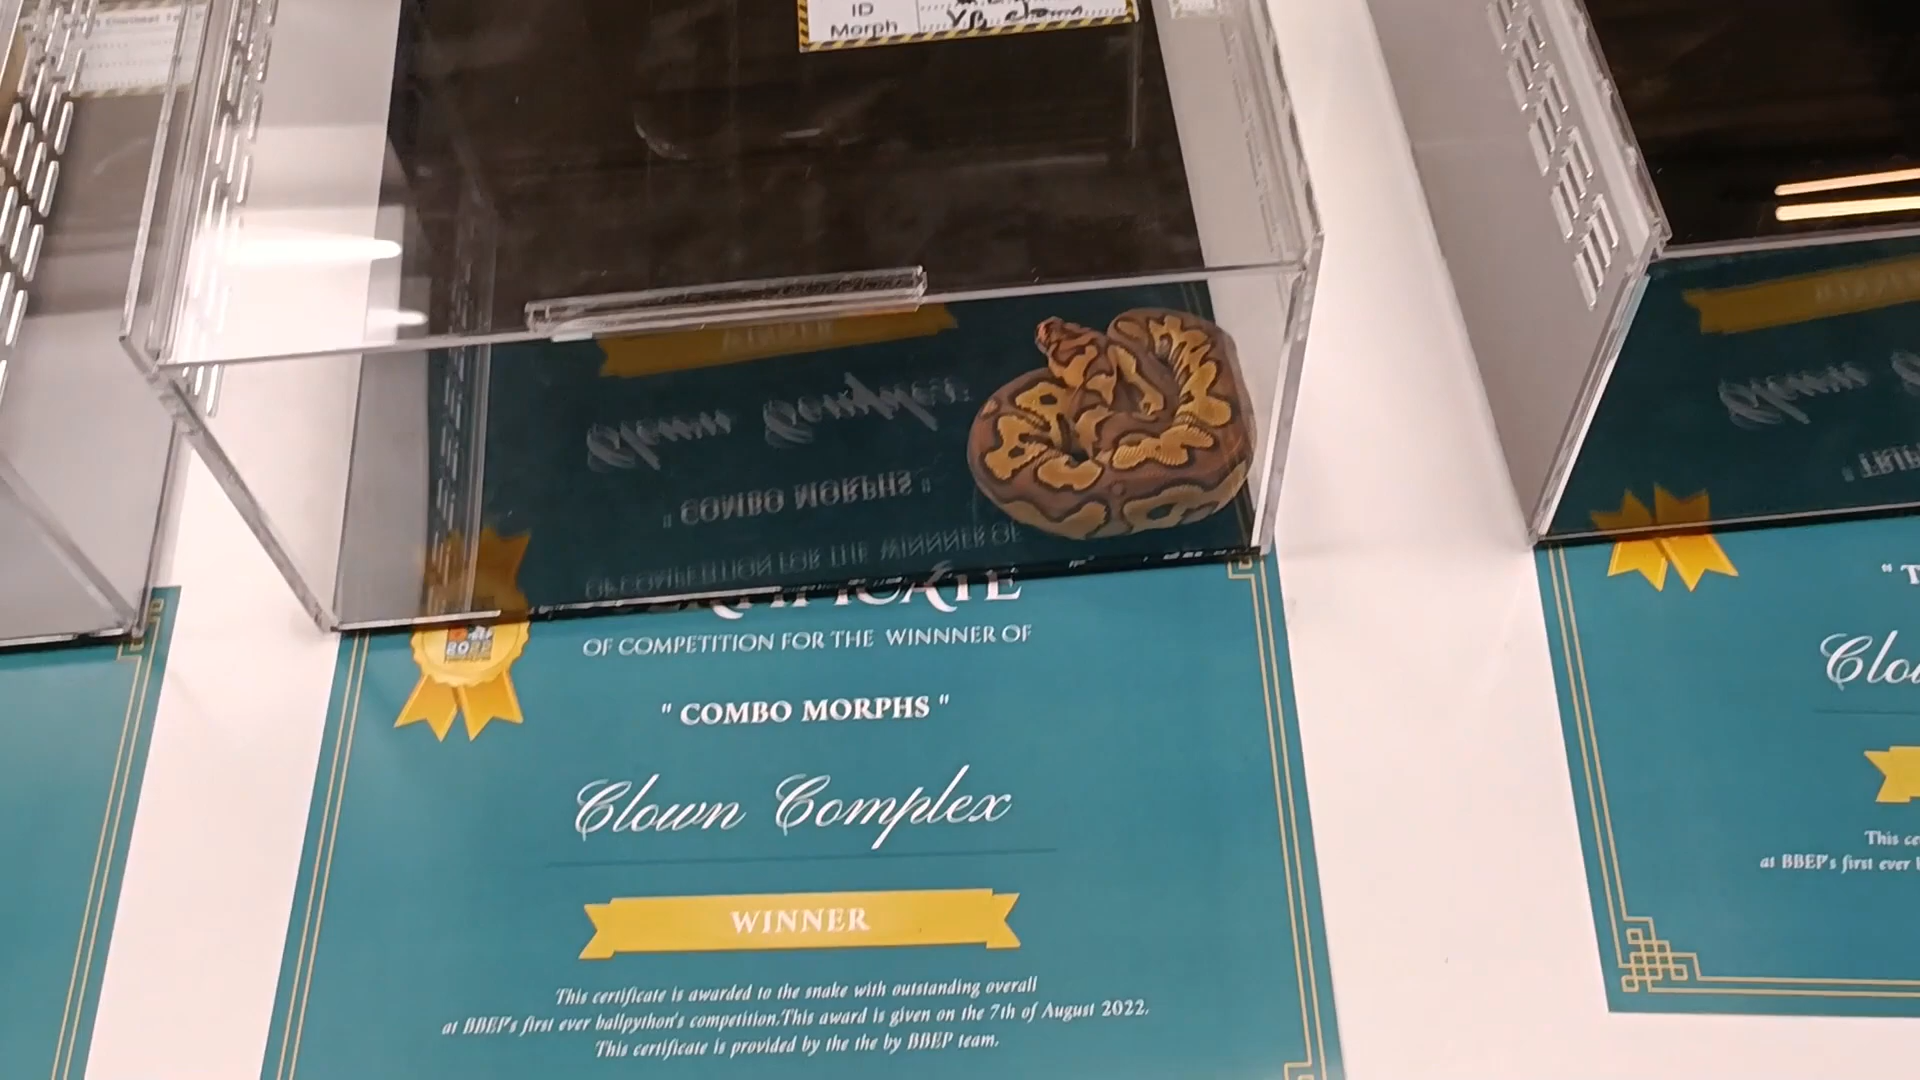 ID
Morph
CERTIFICATE
OF COMPETITION FOR THE WINNNER OF
" COMBO MORPHS "
Clown Complex
WINNER
This certificate is awarded to the snake with outstanding overall
at BBEP's first ever ballpython's competition.This award is given on the 7th of August 2022.
This certificate is provided by the the by BBEP team.
" T
Clo
This ce
at BBEP's first ever